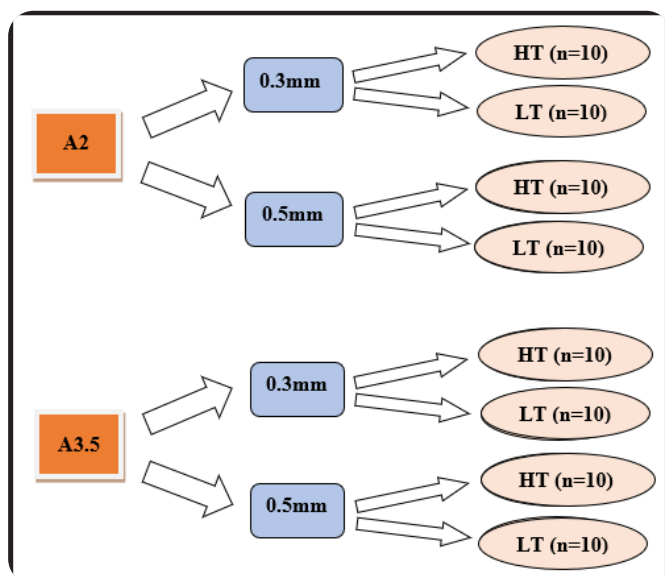 A2
0.3mm
HT (n=10)
LT (n=10)
0.5mm
HT (n=10)
LT (n=10)
A3.5
0.3mm
HT (n=10)
LT (n=10)
0.5mm
HT (n=10)
LT (n=10)